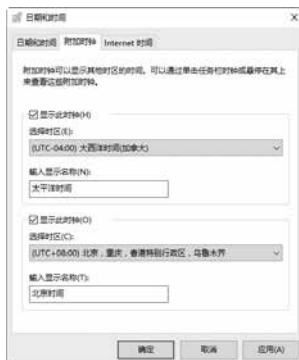 日期和时间
日期和时间 附加时钟 Internet 时间
附加时钟可以显示其他时区的时间。可以通过单击任务栏时钟或悬停在其上
来查看这些附加时钟。
显示此时钟(H)
选择时区(E):
(UTC-04:00) 大西洋时间(加拿大)
输入显示名称(N):
太平洋时间
显示此时钟(O)
选择时区(C):
(UTC+08:00) 北京，重庆，香港特别行政区，乌鲁木齐
输入显示名称(T):
北京时间
确定 取消 应用(A)